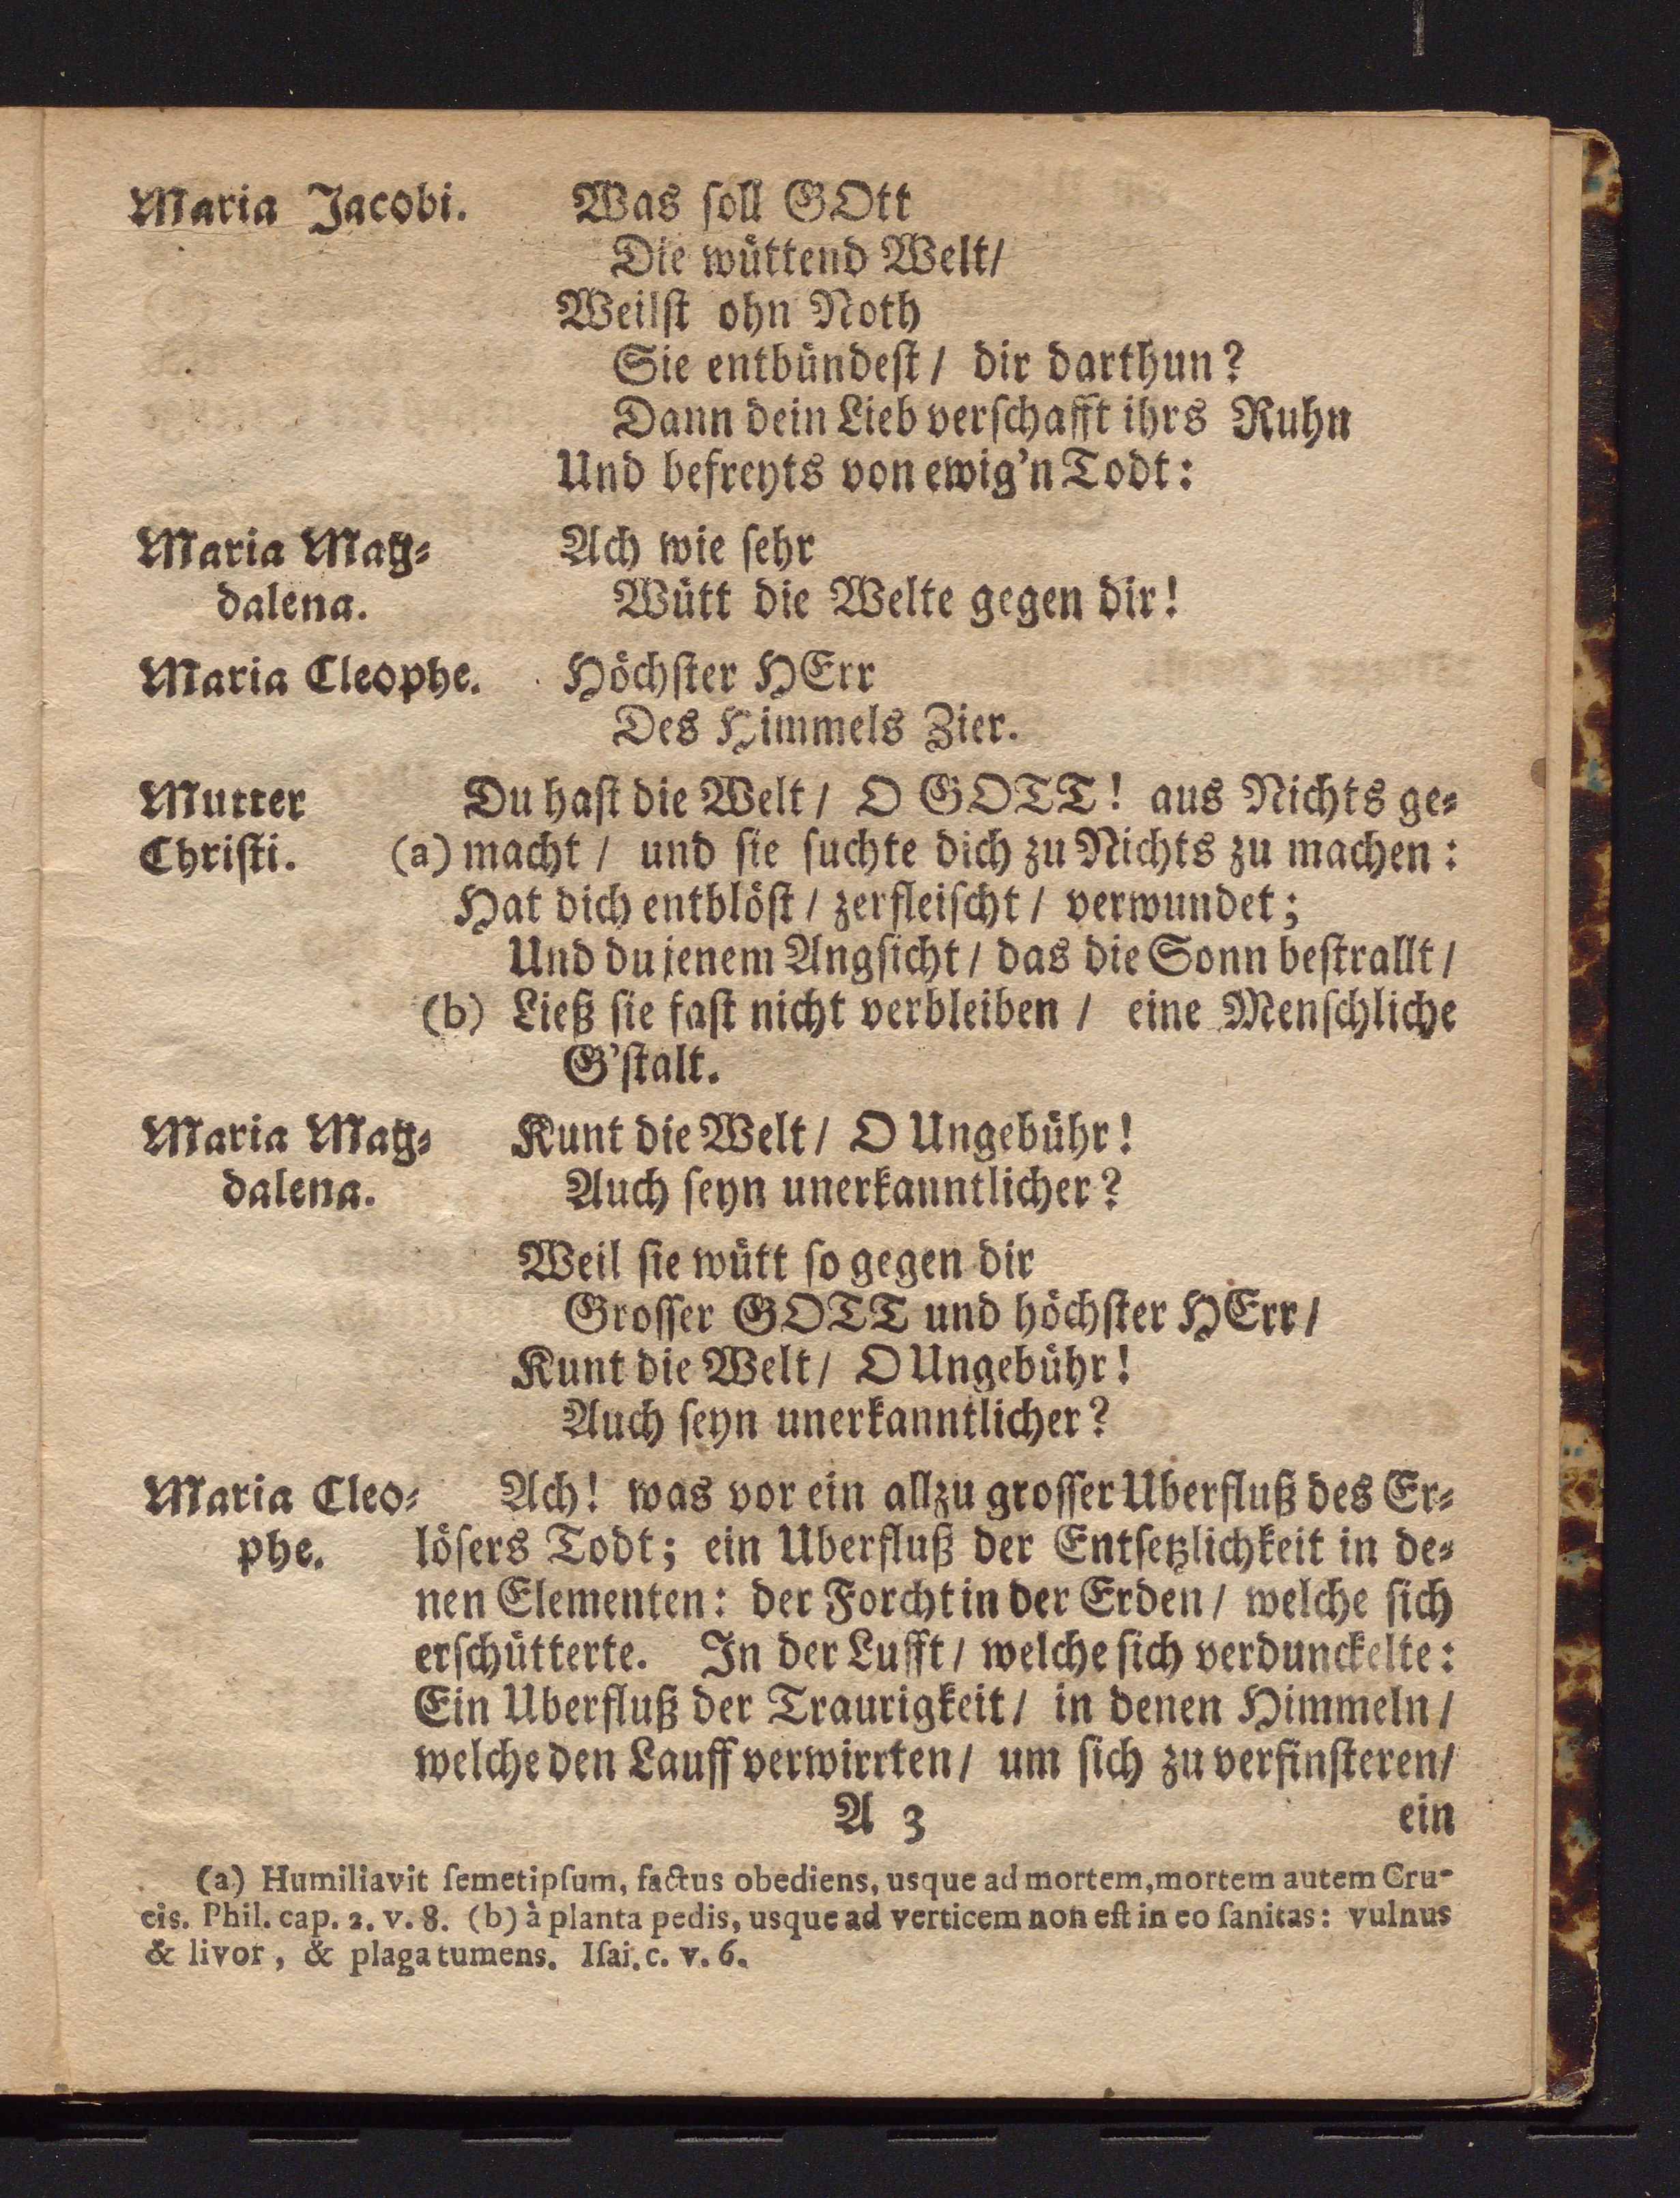 Maria Jacobi. Was ſoll GOtt
Die wüttend Welt/
Weilſt ohn Noth
Sie entbündeſt / dir darthun?
Dann dein Lieb verſchafft ihrs Ruhn
Und befreyts von ewig'n Todt:
Maria Mag⸗ Ach wie ſehr
dalena. Wütt die Welte gegen dir!
Maria Cleophe. Höchſter HErr
Des Himmels Zier.
Mutter Du haſt die Welt / O GOTT! aus Nichts ge⸗
Chriſti. (a) macht / und ſie ſuchte dich zu Nichts zu machen:
Hat dich entblöſt / zerfleiſcht / verwundet;
Und du jenem Angſicht / das die Sonn beſtrallt /
(b) Ließ ſie faſt nicht verbleiben / eine Menſchliche
G'ſtalt.
Maria Mag⸗ Kunt die Welt / O Ungebühr!
dalena. Auch ſeyn unerkanntlicher?
Weil ſie wütt ſo gegen dir
Groſſer GOTT und höchſter HErr /
Kunt die Welt / O Ungebühr!
Auch ſeyn unerkanntlicher?
Maria Cleo⸗ Ach! was vor ein allzu groſſer Uberfluß des Er⸗
phe. löſers Todt; ein Uberfluß der Entſetzlichkeit in de⸗
nen Elementen: der Forcht in der Erden / welche ſich
erſchütterte. In der Lufft / welche ſich verdunckelte:
Ein Uberfluß der Traurigkeit / in denen Himmeln /
welche den Lauff verwirrten / um ſich zu verfinſteren /
A 3 ein
(a) Humiliavit ſemetipſum, factus obediens, usque ad mortem, mortem autem Cru-
cis. Phil. cap. 2. v. 8. (b) à planta pedis, usque ad verticem non eſt in eo ſanitas: vulnus
& livor, & plaga tumens. Iſai. c. v. 6.